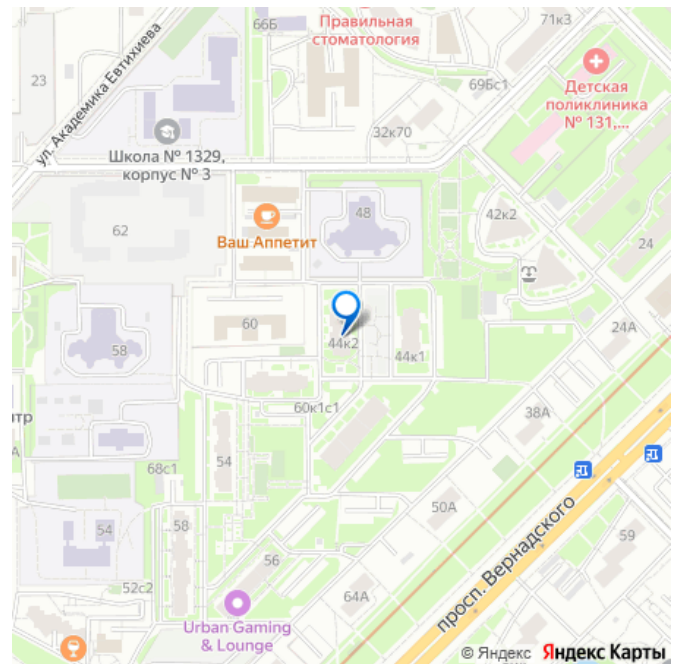 66Б
Правильная
стоматология
71к3
23
ул. Академика Евтихиева
69Бс1
Детская
поликлиника
№ 131,...
32к70
Школа № 1329,
корпус № 3
62
48
42к2
24
Ваш Аппетит
60
44к2
44к1
24А
58
60к1с1
38А
тр
А
54
68с1
50А
просп. Вернадского
54
58
56
59
52с2
64А
Urban Gaming
& Lounge
© Яндекс Яндекс Карты